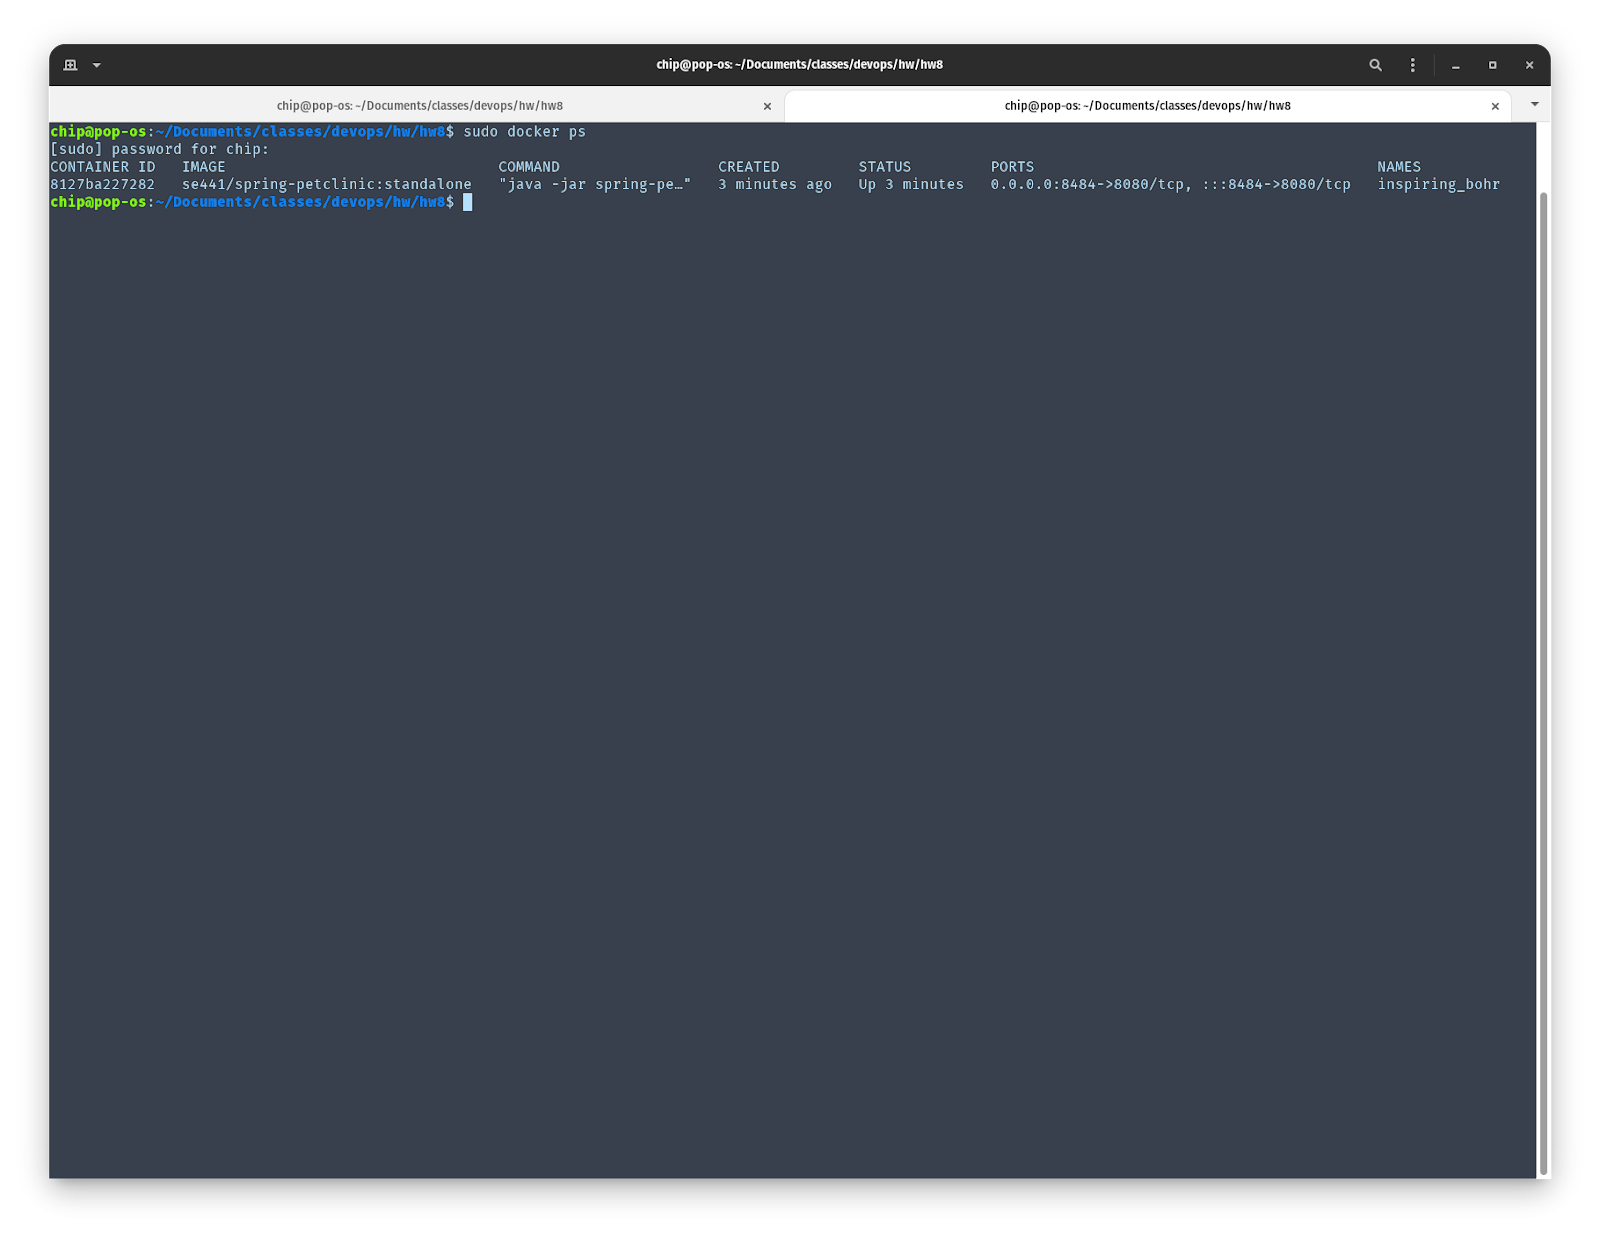 chip@pop-os: ~/Documents/classes/devops/hw/hw8
chip@pop-os: ~/Documents/classes/devops/hw/hw8 chip@pop-os: ~/Documents/classes/devops/hw/hw8
chip@pop-os:~/Documents/classes/devops/hw/hw8$ sudo docker ps
[sudo] password for chip:
CONTAINER ID   IMAGE                              COMMAND                  CREATED         STATUS         PORTS                                       NAMES
8127ba227282   se441/spring-petclinic:standalone   "java -jar spring-pe…"   3 minutes ago   Up 3 minutes   0.0.0.0:8484->8080/tcp, :::8484->8080/tcp   inspiring_bohr
chip@pop-os:~/Documents/classes/devops/hw/hw8$